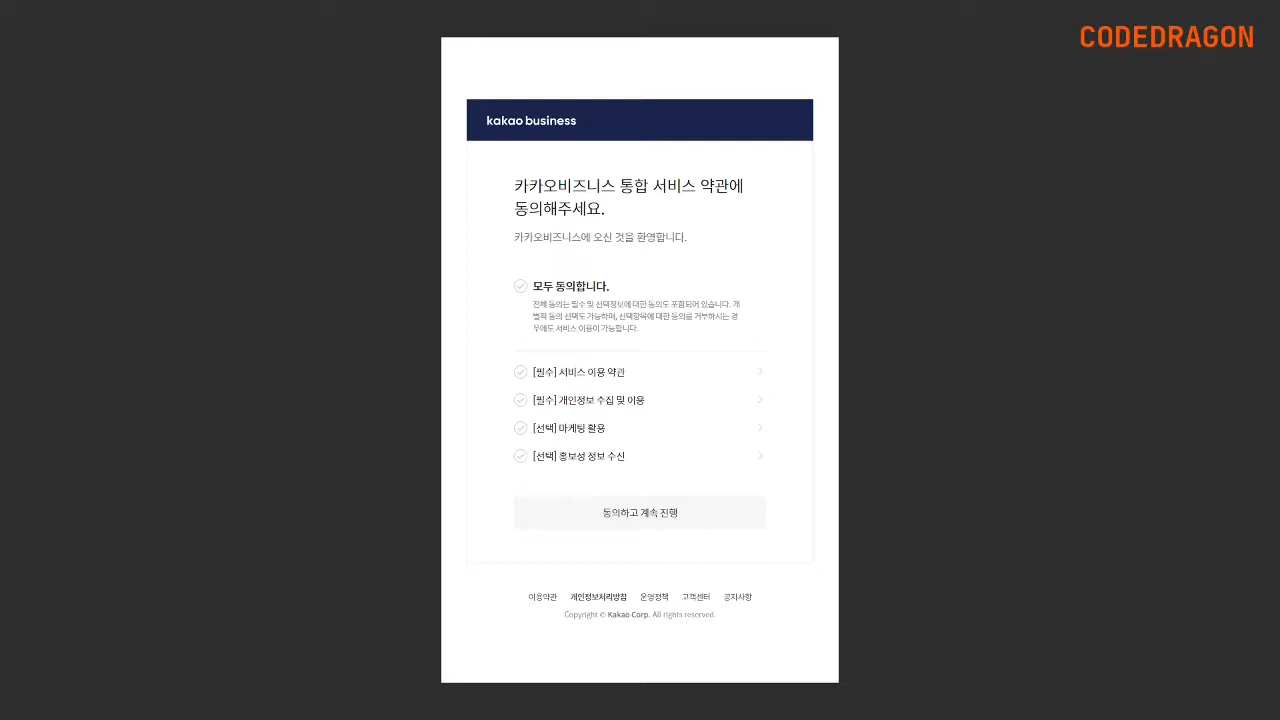 CODEDRAGON
kakao business
카카오비즈니스 통합 서비스 약관에
동의해주세요.
카카오비즈니스에 오신 것을 환영합니다.
모두 동의합니다.
전체 동의는 필수 및 선택정보에 대한 동의도 포함되어 있습니다. 개
별적 동의 선택도 가능하며, 선택항목에 대한 동의를 거부하시는 경
우에도 서비스 이용이 가능합니다.
[필수] 서비스 이용 약관
[필수] 개인정보 수집 및 이용
[선택] 마케팅 활용
[선택] 홍보성 정보 수신
동의하고 계속 진행
이용약관 개인정보처리방침 운영정책 고객센터 공지사항
Copyright © Kakao Corp. All rights reserved.